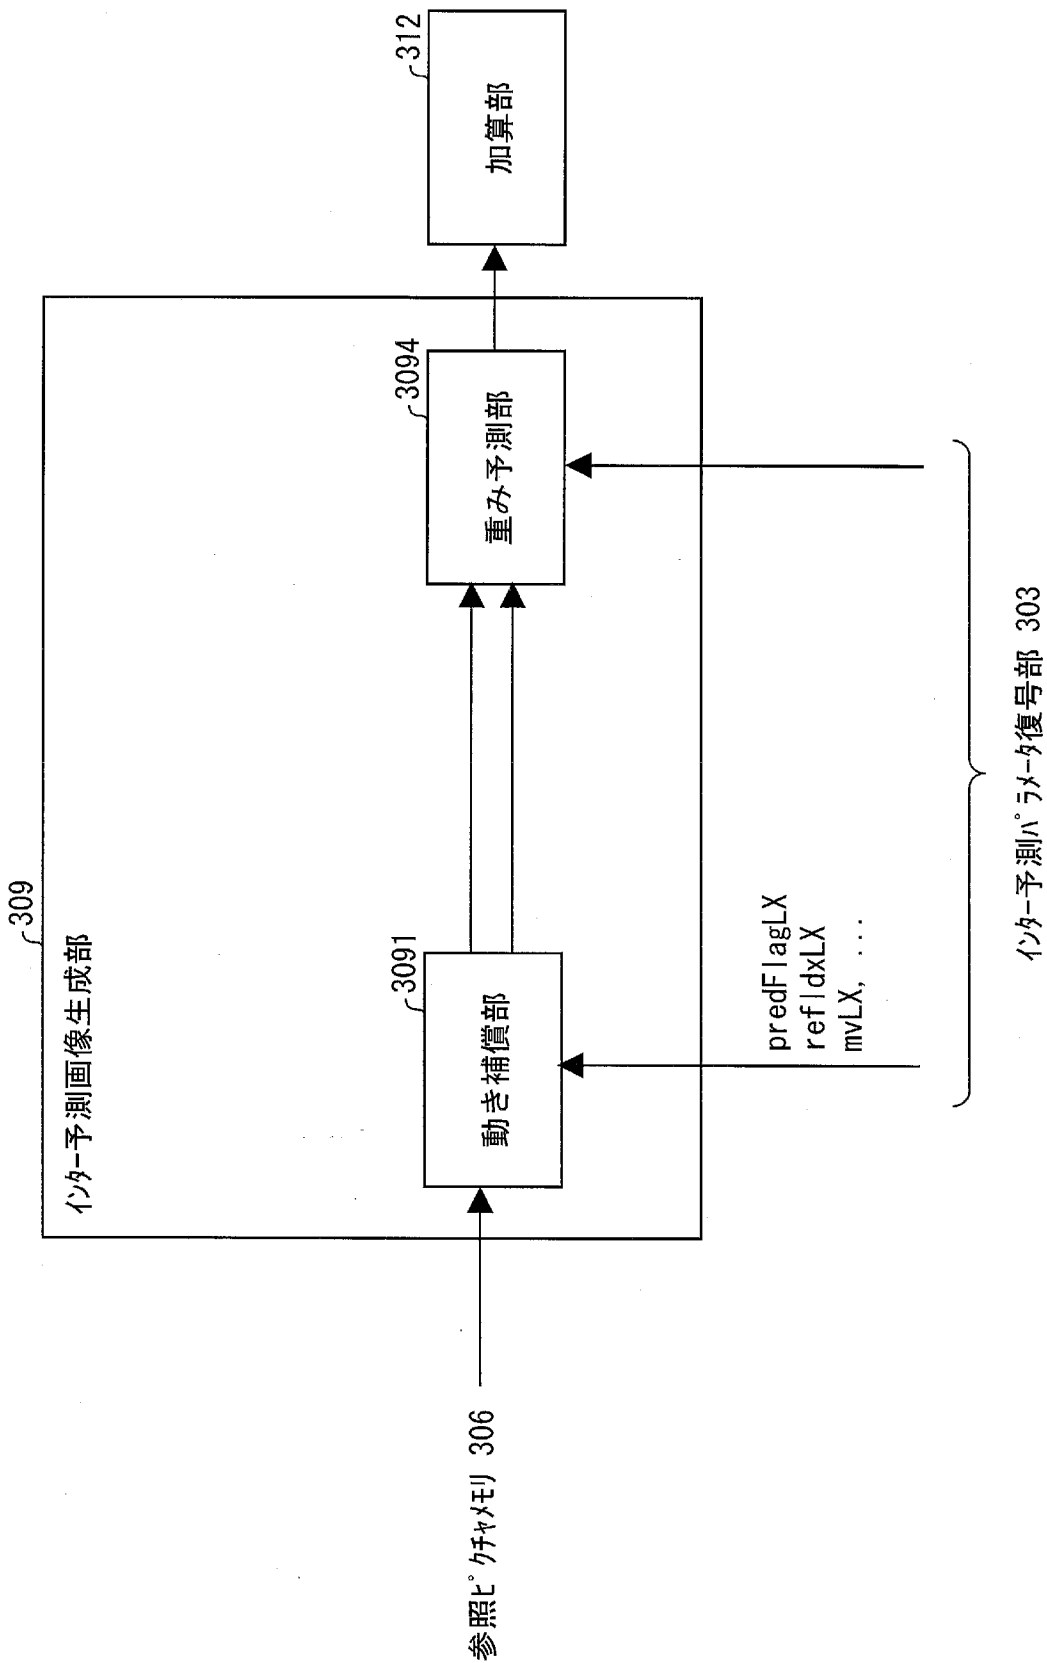 309
インター予測画像生成部
参照ﾋﾟｸﾁｬﾒﾓﾘ 306
3091
動き補償部
3094
重み予測部
312
加算部
predFlagLX
refIdxLX
mvLX, ...
インター予測ﾊﾟﾗﾒｰﾀ復号部 303